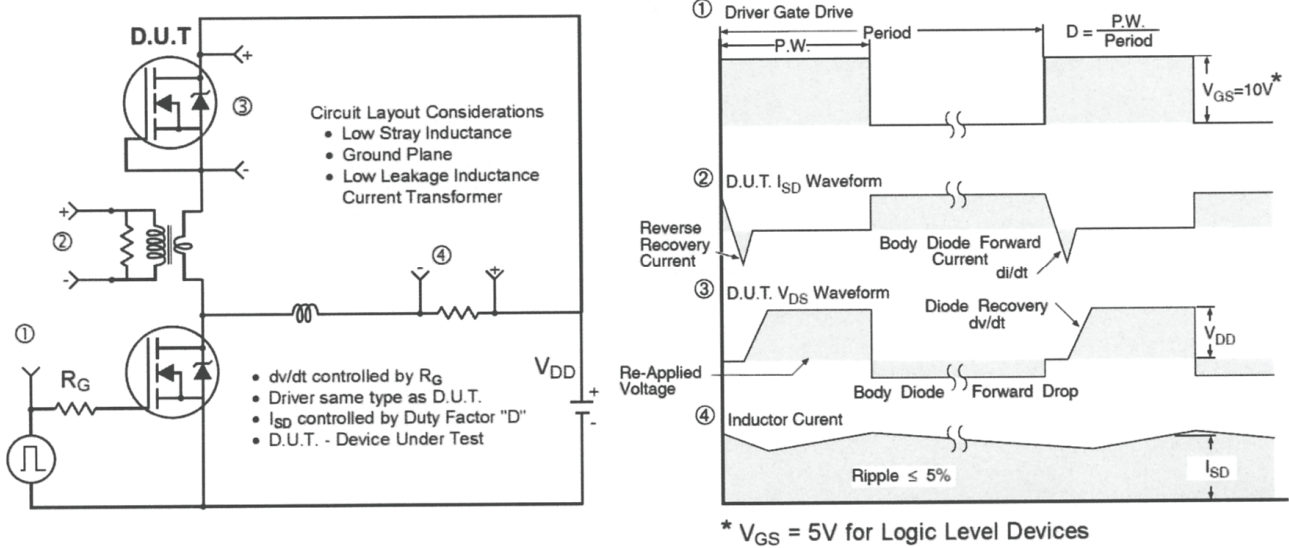 D.U.T
+
③
-
Circuit Layout Considerations
• Low Stray Inductance
• Ground Plane
• Low Leakage Inductance
Current Transformer
+
②
-
④
-
+
①
RG
• dv/dt controlled by RG
• Driver same type as D.U.T.
• ISD controlled by Duty Factor "D"
• D.U.T. - Device Under Test
VDD
+
-
① Driver Gate Drive
P.W.
Period
D = P.W.
Period
VGS=10V*
② D.U.T. ISD Waveform
Reverse
Recovery
Current
Body Diode Forward
Current
di/dt
③ D.U.T. VDS Waveform
Diode Recovery
dv/dt
VDD
Re-Applied
Voltage
Body Diode Forward Drop
④ Inductor Curent
Ripple ≤ 5%
ISD
* VGS = 5V for Logic Level Devices